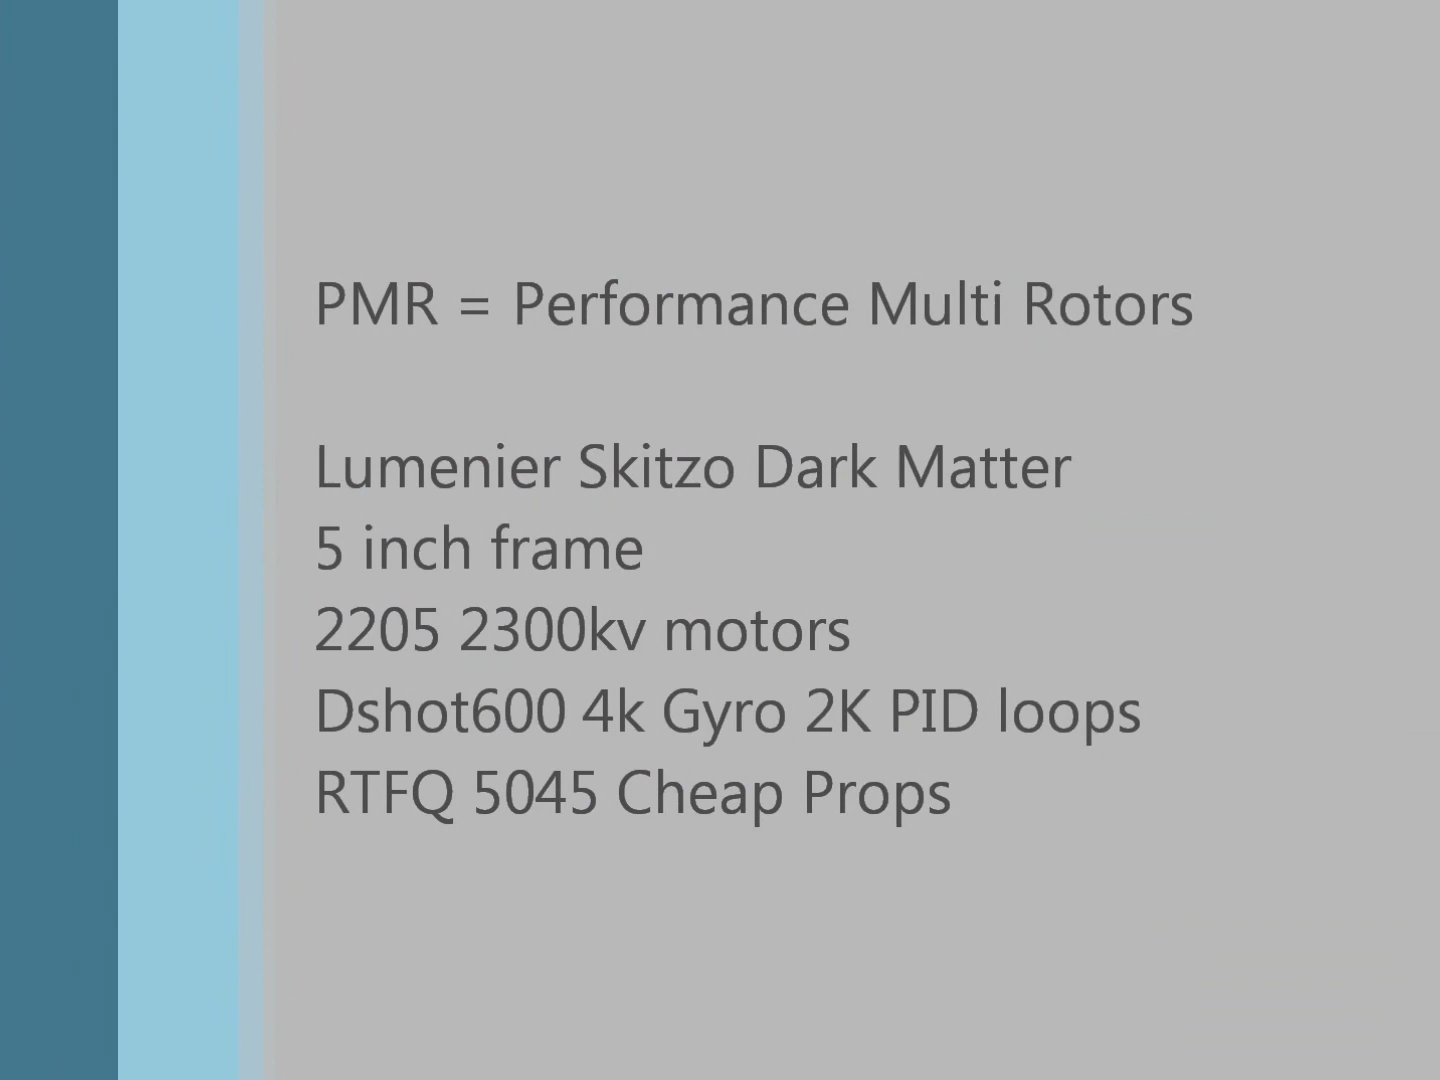 PMR = Performance Multi Rotors
Lumenier Skitzo Dark Matter
5 inch frame
2205 2300kv motors
Dshot600 4k Gyro 2K PID loops
RTFQ 5045 Cheap Props